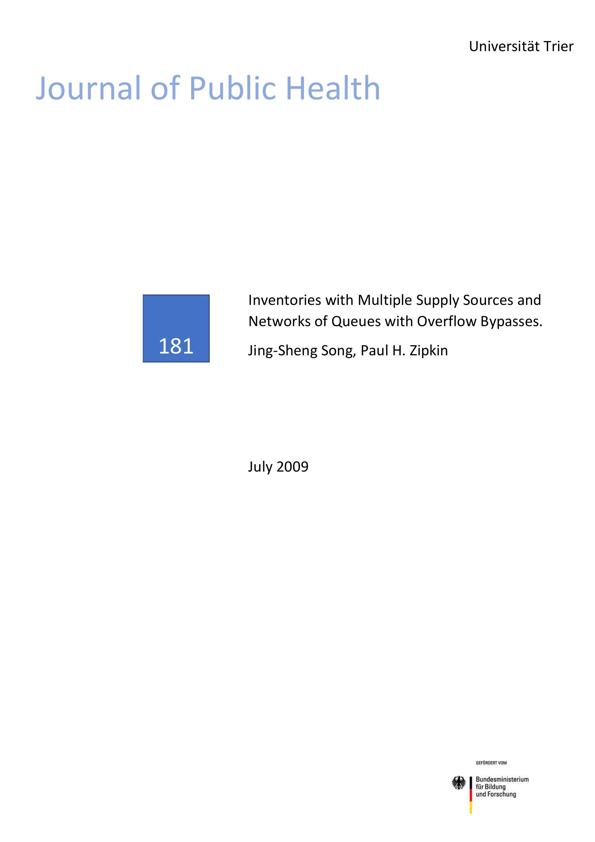 Universität Trier
Journal of Public Health
Inventories with Multiple Supply Sources and
Networks of Queues with Overflow Bypasses.
181
Jing-Sheng Song, Paul H. Zipkin
July 2009
GEFÖRDERT VOM
Bundesministerium
für Bildung
und Forschung